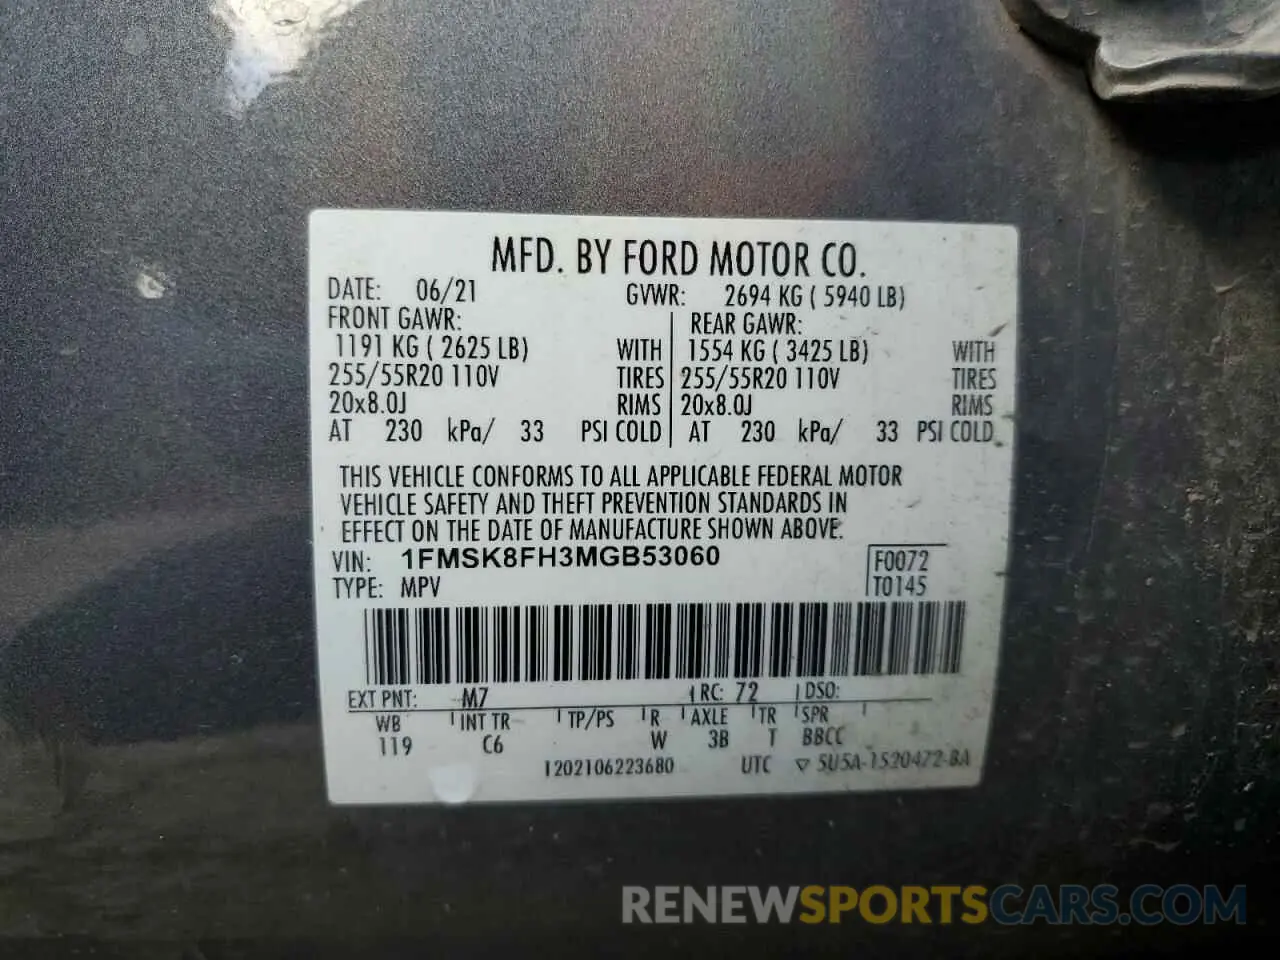 MFD. BY FORD MOTOR CO.
DATE: 06/21 GVWR: 2694 KG ( 5940 LB)
FRONT GAWR: REAR GAWR:
1191 KG ( 2625 LB) WITH 1554 KG ( 3425 LB) WITH
255/55R20 110V TIRES 255/55R20 110V TIRES
20x8.0J RIMS 20x8.0J RIMS
AT 230 kPa/ 33 PSI COLD AT 230 kPa/ 33 PSI COLD
THIS VEHICLE CONFORMS TO ALL APPLICABLE FEDERAL MOTOR
VEHICLE SAFETY AND THEFT PREVENTION STANDARDS IN
EFFECT ON THE DATE OF MANUFACTURE SHOWN ABOVE.
VIN: 1FMSK8FH3MGB53060 F0072
TYPE: MPV T0145
EXT PNT: M7 RC: 72 DSO:
WB INT TR TP/PS R AXLE TR SPR
119 C6 W 3B T BBCC
1202106223680 UTC ▽ 5U5A-1520472-BA
RENEWSPORTSCARS.COM